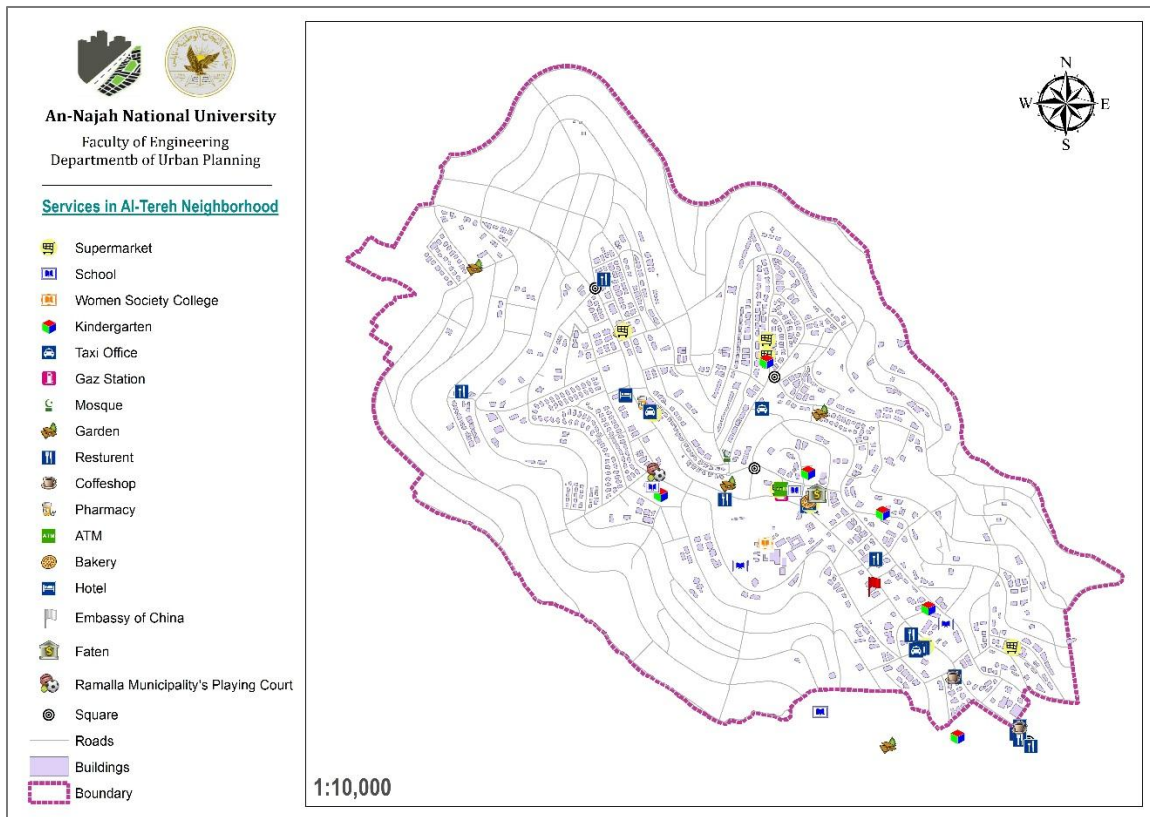 An-Najah National University
Faculty of Engineering
Departmentb of Urban Planning
Services in Al-Tereh Neighborhood
Supermarket
School
Women Society College
Kindergarten
Taxi Office
Gaz Station
Mosque
Garden
Resturent
Coffeshop
Pharmacy
ATM
ATM
Bakery
Hotel
Embassy of China
Faten
Ramalla Municipality's Playing Court
Square
Roads
Buildings
Boundary
N
W
E
S
1:10,000